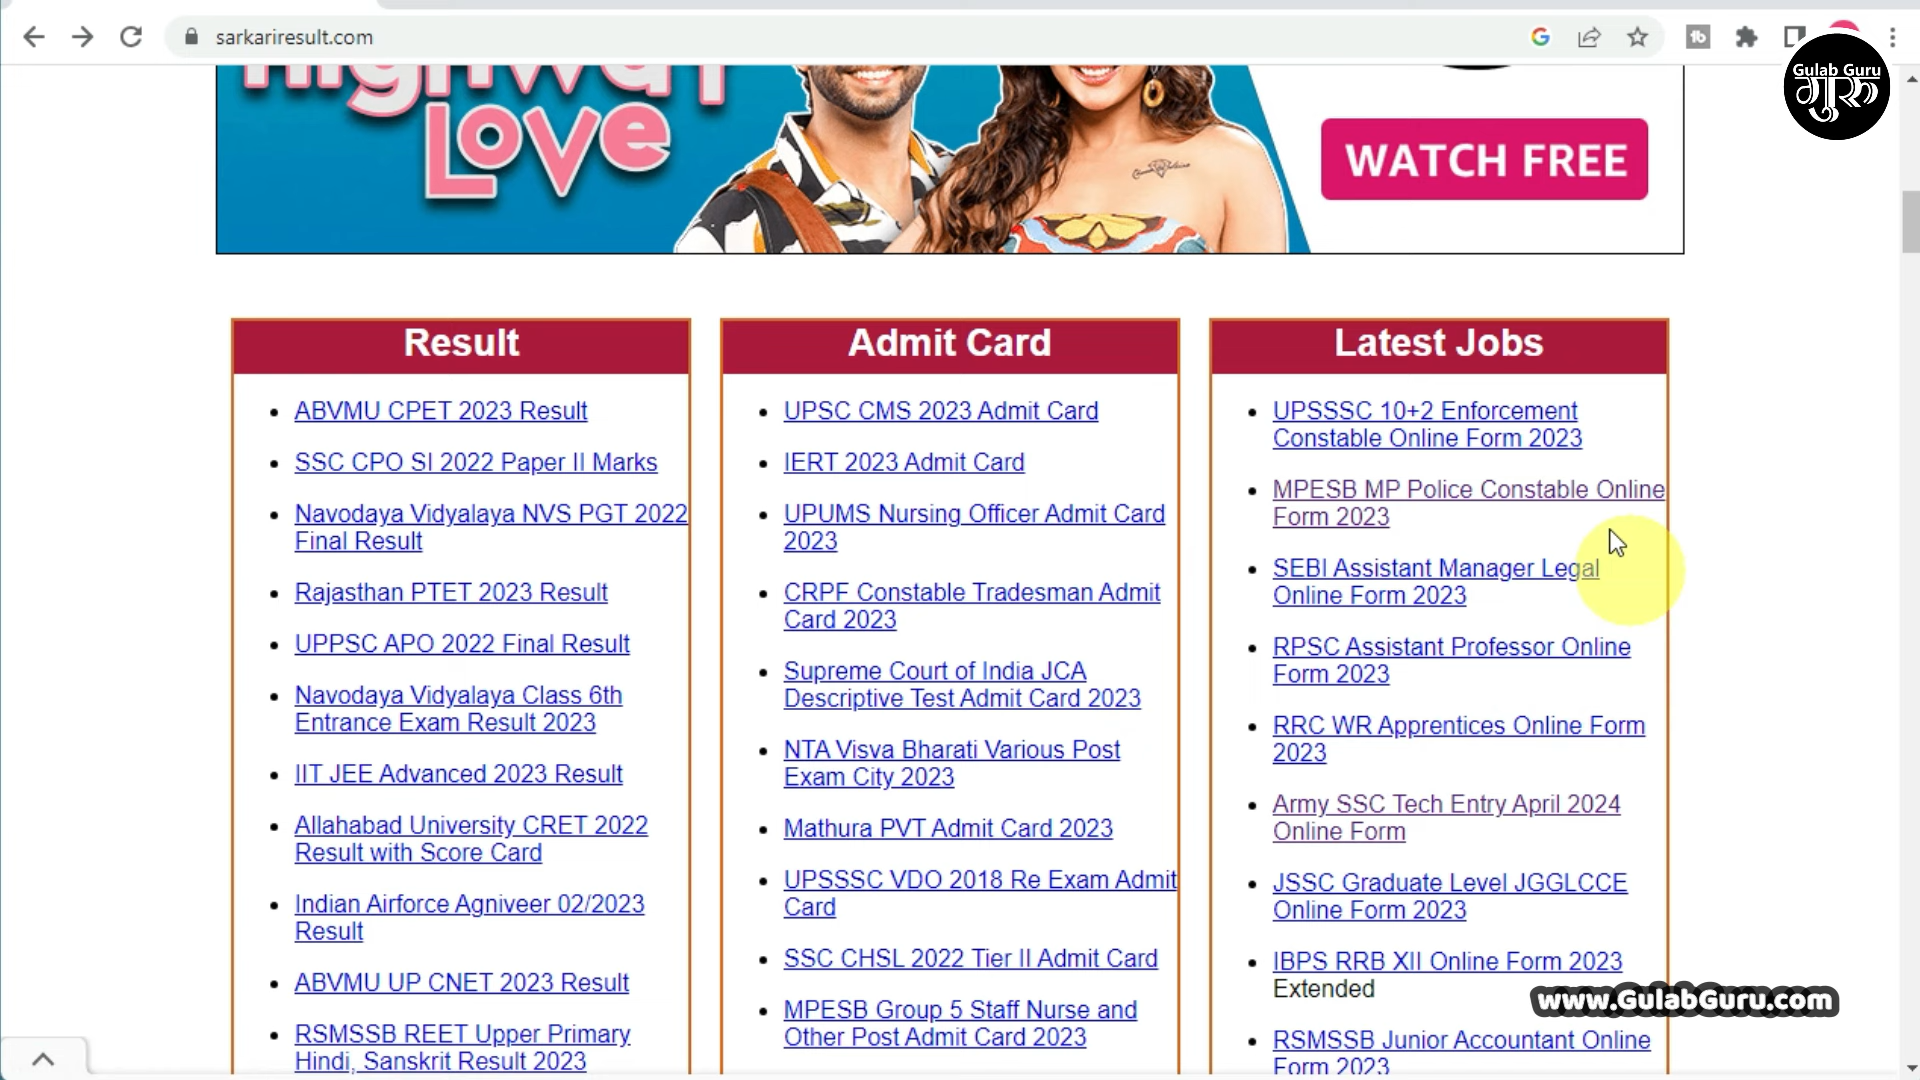 sarkariresult.com
Highway
Love
WATCH FREE
Gulab Guru
गुरु
Result
ABVMU CPET 2023 Result
SSC CPO SI 2022 Paper II Marks
Navodaya Vidyalaya NVS PGT 2022
Final Result
Rajasthan PTET 2023 Result
UPPSC APO 2022 Final Result
Navodaya Vidyalaya Class 6th
Entrance Exam Result 2023
IIT JEE Advanced 2023 Result
Allahabad University CRET 2022
Result with Score Card
Indian Airforce Agniveer 02/2023
Result
ABVMU UP CNET 2023 Result
RSMSSB REET Upper Primary
Hindi, Sanskrit Result 2023
Admit Card
UPSC CMS 2023 Admit Card
IERT 2023 Admit Card
UPUMS Nursing Officer Admit Card
2023
CRPF Constable Tradesman Admit
Card 2023
Supreme Court of India JCA
Descriptive Test Admit Card 2023
NTA Visva Bharati Various Post
Exam City 2023
Mathura PVT Admit Card 2023
UPSSSC VDO 2018 Re Exam Admit
Card
SSC CHSL 2022 Tier II Admit Card
MPESB Group 5 Staff Nurse and
Other Post Admit Card 2023
Latest Jobs
UPSSSC 10+2 Enforcement
Constable Online Form 2023
MPESB MP Police Constable Online
Form 2023
SEBI Assistant Manager Legal
Online Form 2023
RPSC Assistant Professor Online
Form 2023
RRC WR Apprentices Online Form
2023
Army SSC Tech Entry April 2024
Online Form
JSSC Graduate Level JGGLCCE
Online Form 2023
IBPS RRB XII Online Form 2023
Extended
RSMSSB Junior Accountant Online
Form 2023
www.GulabGuru.com